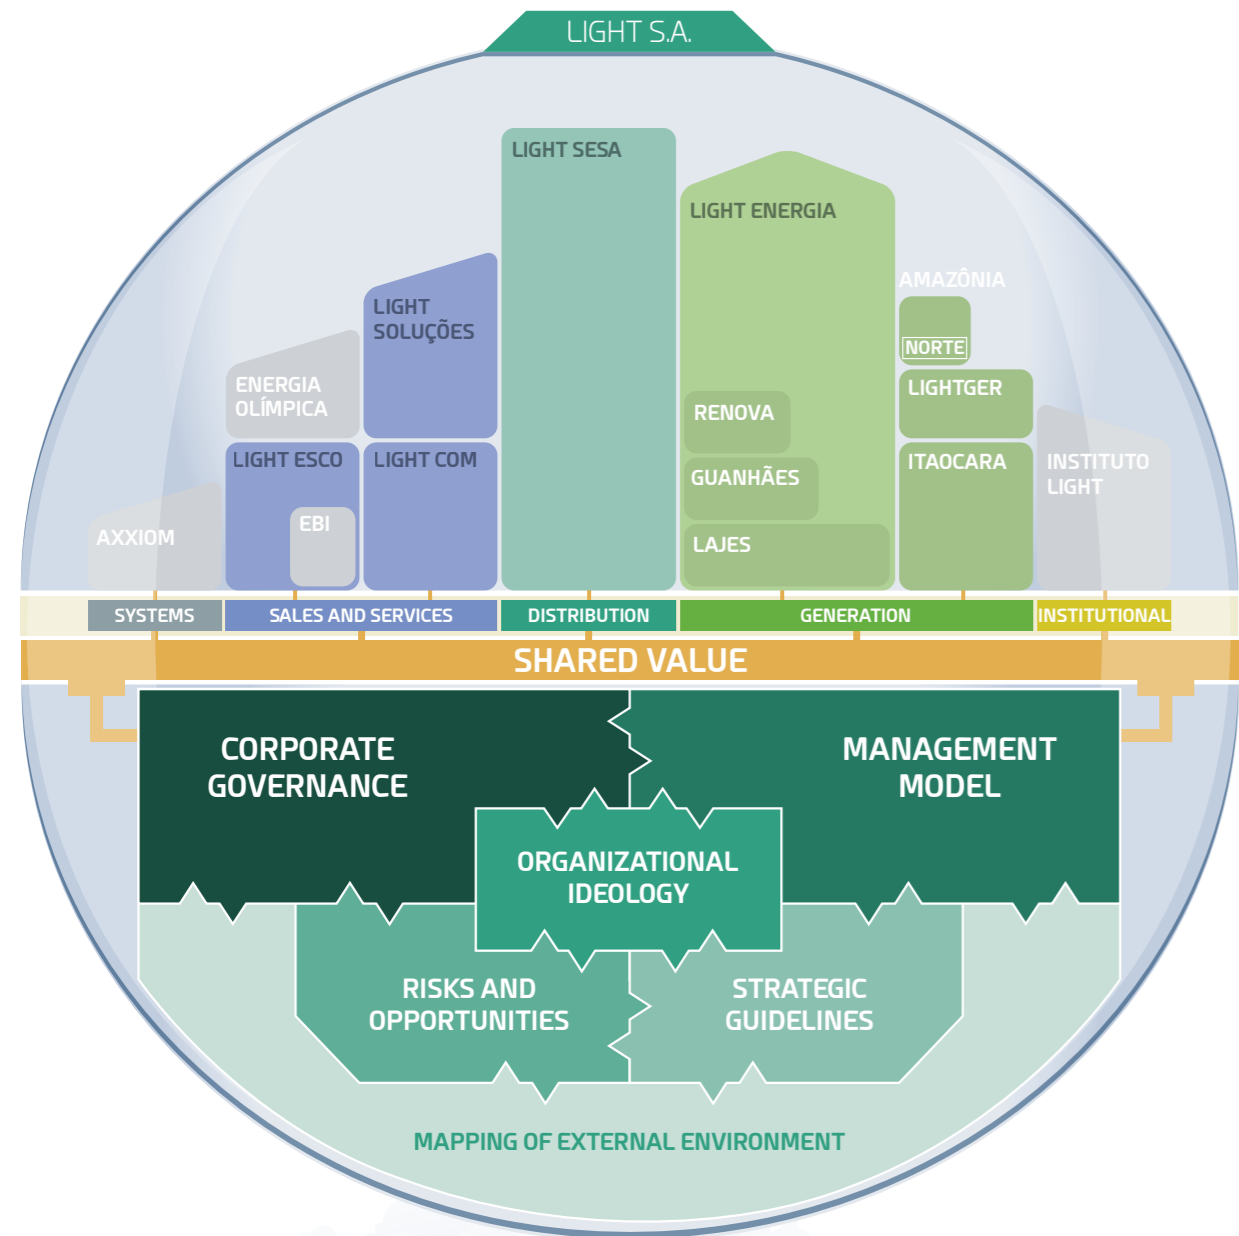 LIGHT S.A.
LIGHT SESA
LIGHT ENERGIA
AMAZÔNIA
NORTE
LIGHT
SOLUÇÕES
ENERGIA
OLÍMPICA
LIGHTGER
RENOVA
LIGHT ESCO
LIGHT COM
GUANHÃES
ITAOCARA
INSTITUTO
LIGHT
EBI
AXXIOM
LAJES
SYSTEMS
SALES AND SERVICES
DISTRIBUTION
GENERATION
INSTITUTIONAL
SHARED VALUE
CORPORATE
GOVERNANCE
MANAGEMENT
MODEL
ORGANIZATIONAL
IDEOLOGY
RISKS AND
OPPORTUNITIES
STRATEGIC
GUIDELINES
MAPPING OF EXTERNAL ENVIRONMENT